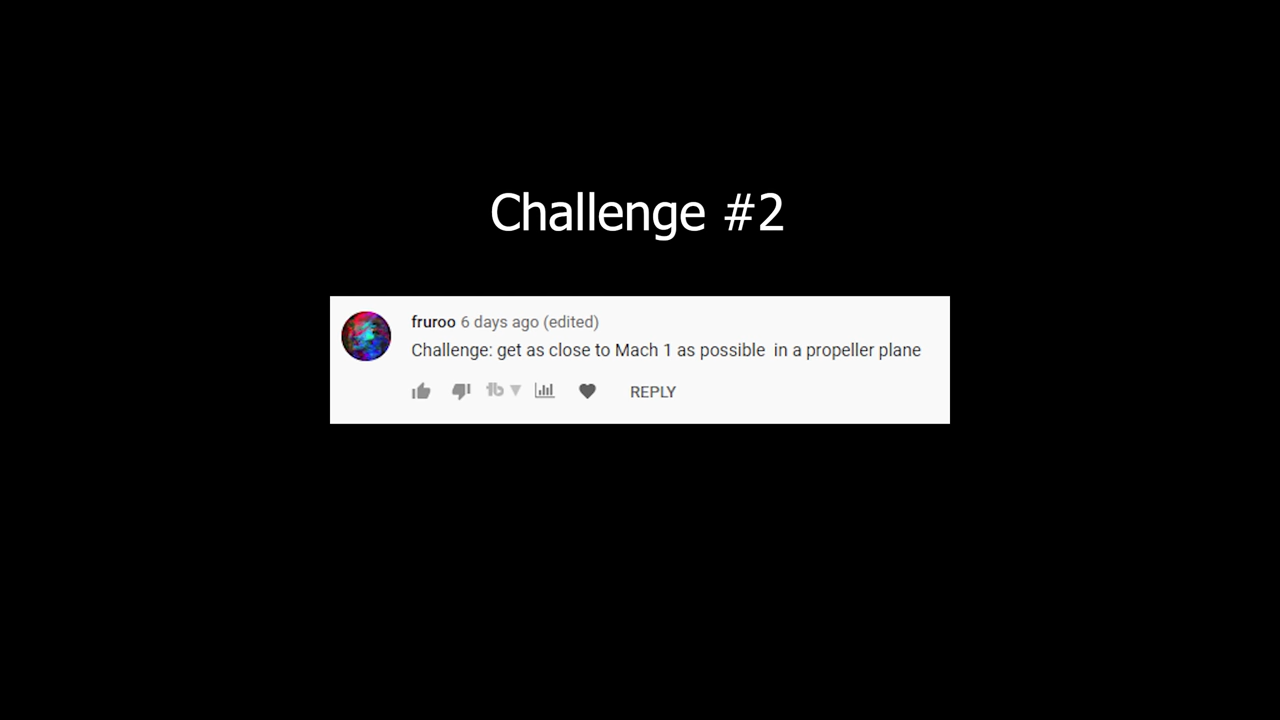 Challenge #2
fruroo 6 days ago (edited)
Challenge: get as close to Mach 1 as possible  in a propeller plane
tb REPLY